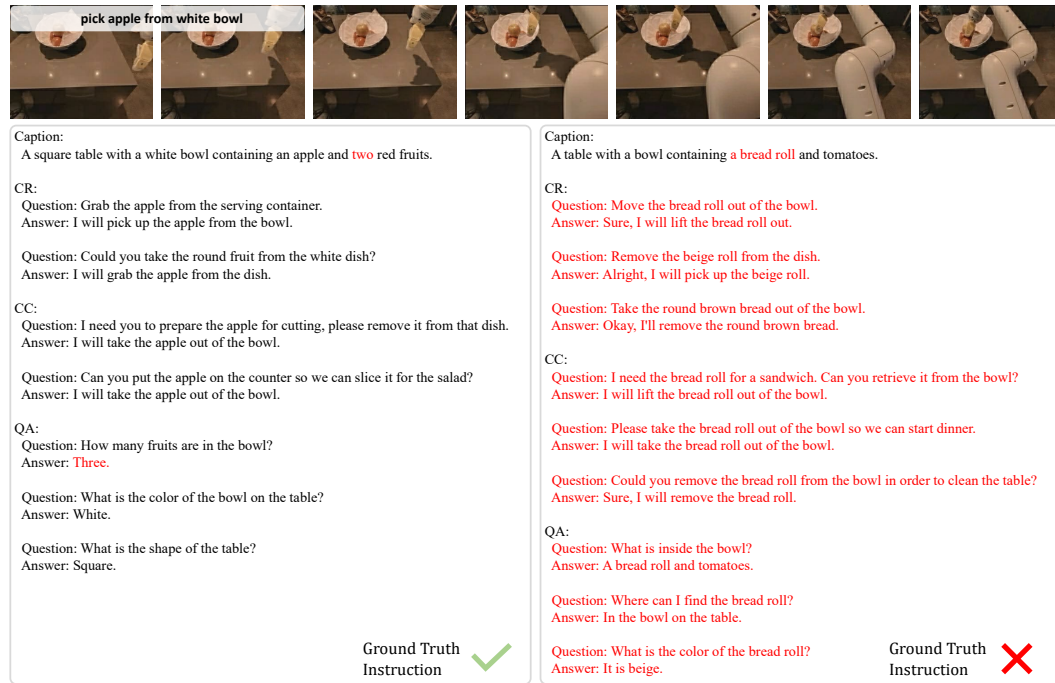 pick apple from white bowl
Caption:
A square table with a white bowl containing an apple and two red fruits.
CR:
Question: Grab the apple from the serving container.
Answer: I will pick up the apple from the bowl.
Question: Could you take the round fruit from the white dish?
Answer: I will grab the apple from the dish.
CC:
Question: I need you to prepare the apple for cutting, please remove it from that dish.
Answer: I will take the apple out of the bowl.
Question: Can you put the apple on the counter so we can slice it for the salad?
Answer: I will take the apple out of the bowl.
QA:
Question: How many fruits are in the bowl?
Answer: Three.
Question: What is the color of the bowl on the table?
Answer: White.
Question: What is the shape of the table?
Answer: Square.
Ground Truth
Instruction
Caption:
A table with a bowl containing a bread roll and tomatoes.
CR:
Question: Move the bread roll out of the bowl.
Answer: Sure, I will lift the bread roll out.
Question: Remove the beige roll from the dish.
Answer: Alright, I will pick up the beige roll.
Question: Take the round brown bread out of the bowl.
Answer: Okay, I'll remove the round brown bread.
CC:
Question: I need the bread roll for a sandwich. Can you retrieve it from the bowl?
Answer: I will lift the bread roll out of the bowl.
Question: Please take the bread roll out of the bowl so we can start dinner.
Answer: I will take the bread roll out of the bowl.
Question: Could you remove the bread roll from the bowl in order to clean the table?
Answer: Sure, I will remove the bread roll.
QA:
Question: What is inside the bowl?
Answer: A bread roll and tomatoes.
Question: Where can I find the bread roll?
Answer: In the bowl on the table.
Question: What is the color of the bread roll?
Answer: It is beige.
Ground Truth
Instruction